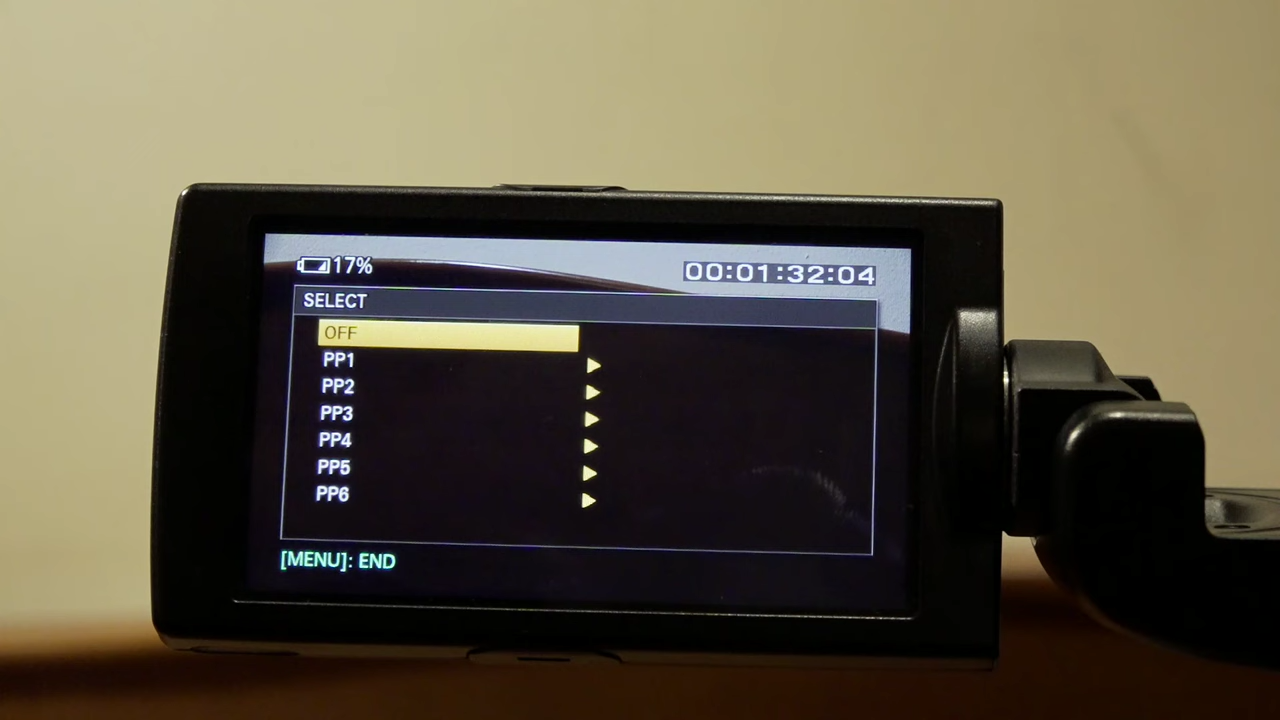 17%
00:01:32:04
SELECT
OFF
PP1
PP2
PP3
PP4
PP5
PP6
[MENU]: END